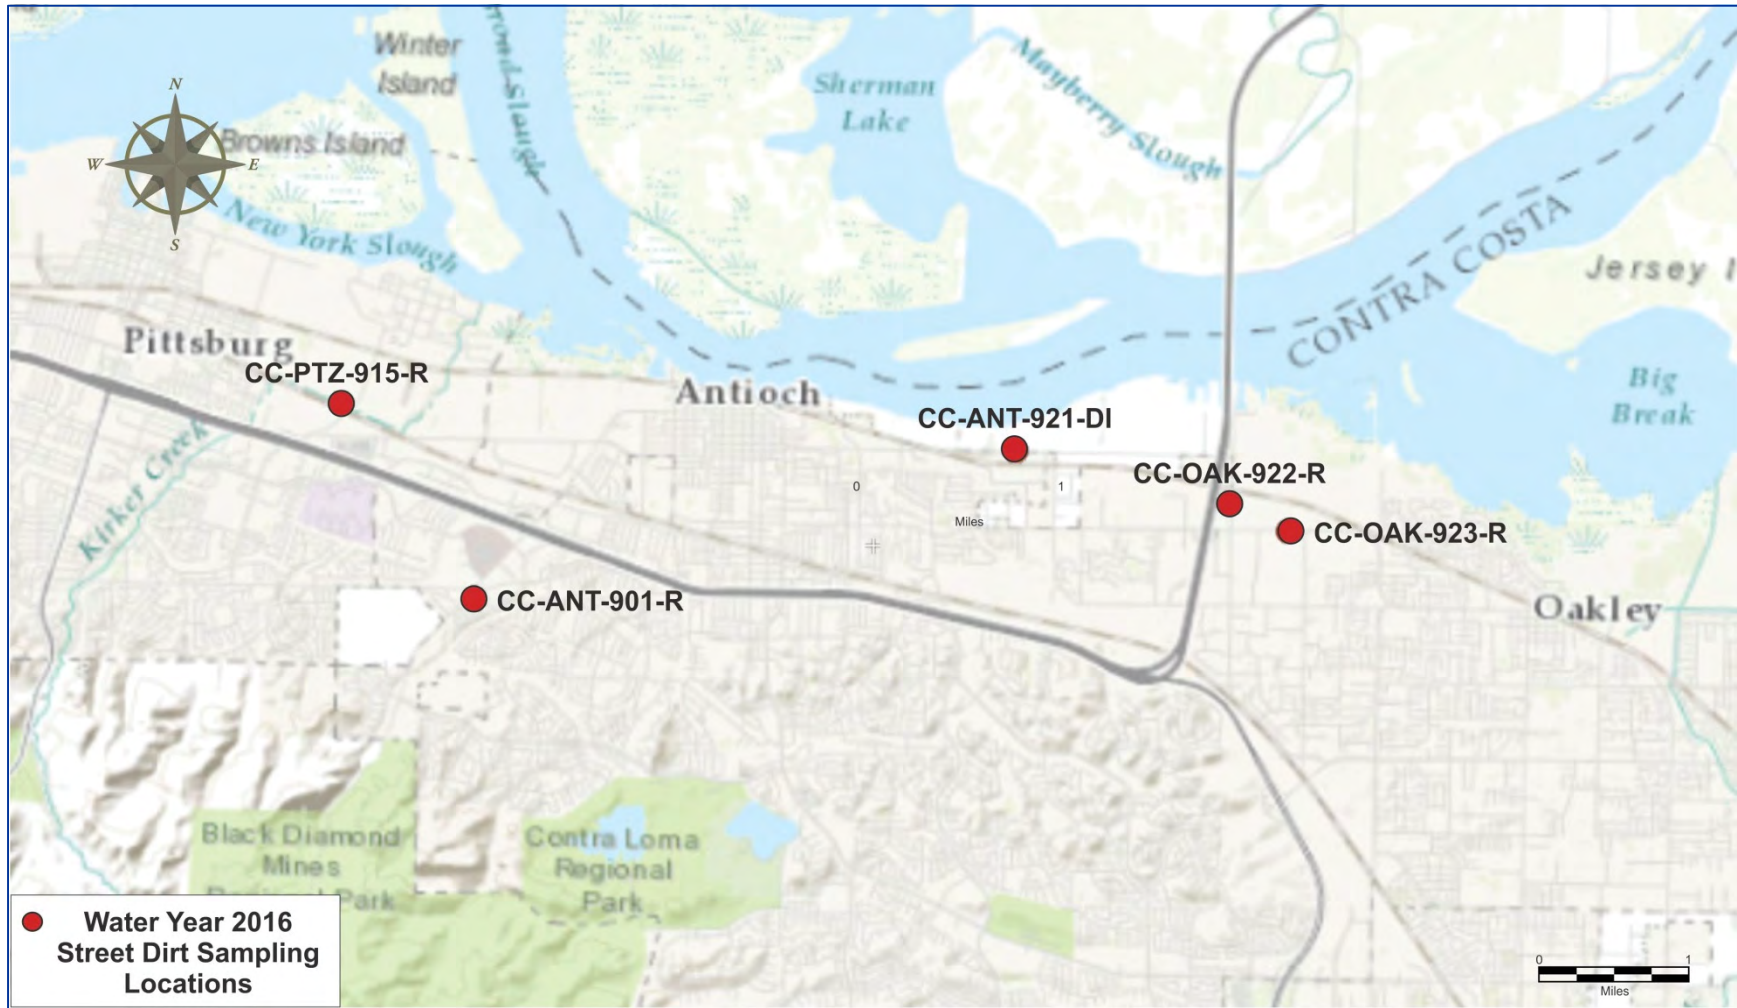 Winter
Island
Sherman
Lake
Mayberry Slough
N
W
E
S
Browns Island
New York Slough
Slough
CONTRA COSTA
Jersey I
Pittsburg
CC-PTZ-915-R
Antioch
CC-ANT-921-DI
Big
Break
Kirker Creek
CC-OAK-922-R
0 1
Miles
CC-OAK-923-R
CC-ANT-901-R
Oakley
Black Diamond
Mines
Regional Park
Contra Loma
Regional
Park
Water Year 2016
Street Dirt Sampling
Locations
0 1
Miles